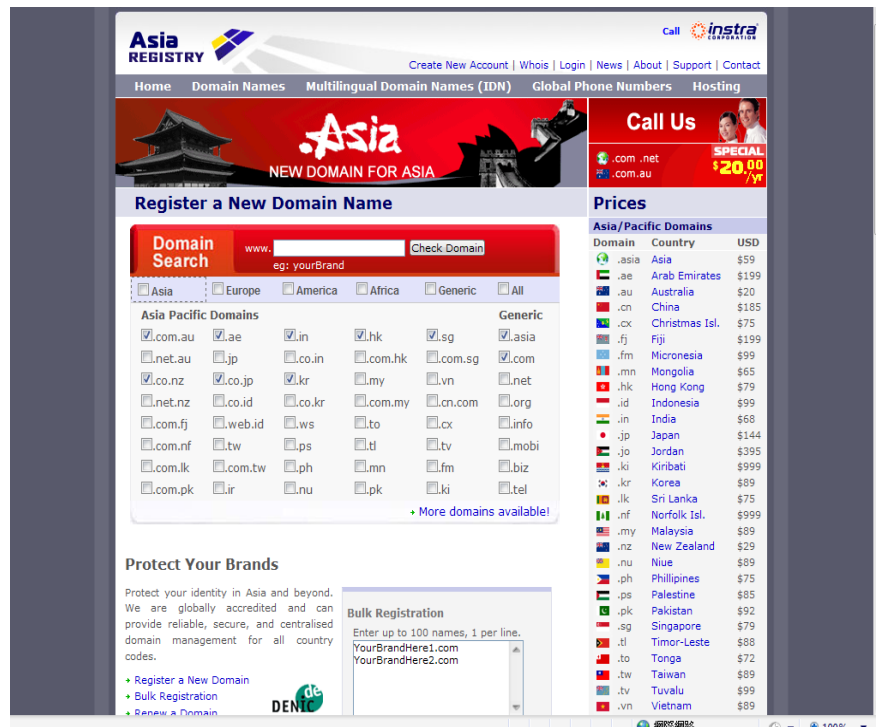 Asia
REGISTRY
Call instra
CORPORATION
Create New Account | Whois | Login | News | About | Support | Contact
Home Domain Names Multilingual Domain Names (IDN) Global Phone Numbers Hosting
.Asia
NEW DOMAIN FOR ASIA
Call Us
SPECIAL
.com .net
.com.au
$20.00/yr
Register a New Domain Name
Domain Search
www. Check Domain
eg: yourBrand
Asia Europe America Africa Generic All
Asia Pacific Domains Generic
.com.au .ae .in .hk .sg .asia
.net.au .jp .co.in .com.hk .com.sg .com
.co.nz .co.jp .kr .my .vn .net
.net.nz .co.id .co.kr .com.my .cn.com .org
.com.fj .web.id .ws .to .cx .info
.com.nf .tw .ps .tl .tv .mobi
.com.lk .com.tw .ph .mn .fm .biz
.com.pk .ir .nu .pk .ki .tel
+ More domains available!
Protect Your Brands
Protect your identity in Asia and beyond.
We are globally accredited and can
provide reliable, secure, and centralised
domain management for all country
codes.
+ Register a New Domain
+ Bulk Registration
+ Renew a Domain
DENIC de
Bulk Registration
Enter up to 100 names, 1 per line.
YourBrandHere1.com
YourBrandHere2.com
Prices
Asia/Pacific Domains
Domain Country USD
.asia Asia $59
.ae Arab Emirates $199
.au Australia $20
.cn China $185
.cx Christmas Isl. $75
.fj Fiji $199
.fm Micronesia $99
.mn Mongolia $65
.hk Hong Kong $79
.id Indonesia $99
.in India $68
.jp Japan $144
.jo Jordan $395
.ki Kiribati $999
.kr Korea $89
.lk Sri Lanka $75
.nf Norfolk Isl. $999
.my Malaysia $89
.nz New Zealand $29
.nu Niue $89
.ph Phillipines $75
.ps Palestine $85
.pk Pakistan $92
.sg Singapore $79
.tl Timor-Leste $88
.to Tonga $72
.tw Taiwan $89
.tv Tuvalu $99
.vn Vietnam $89